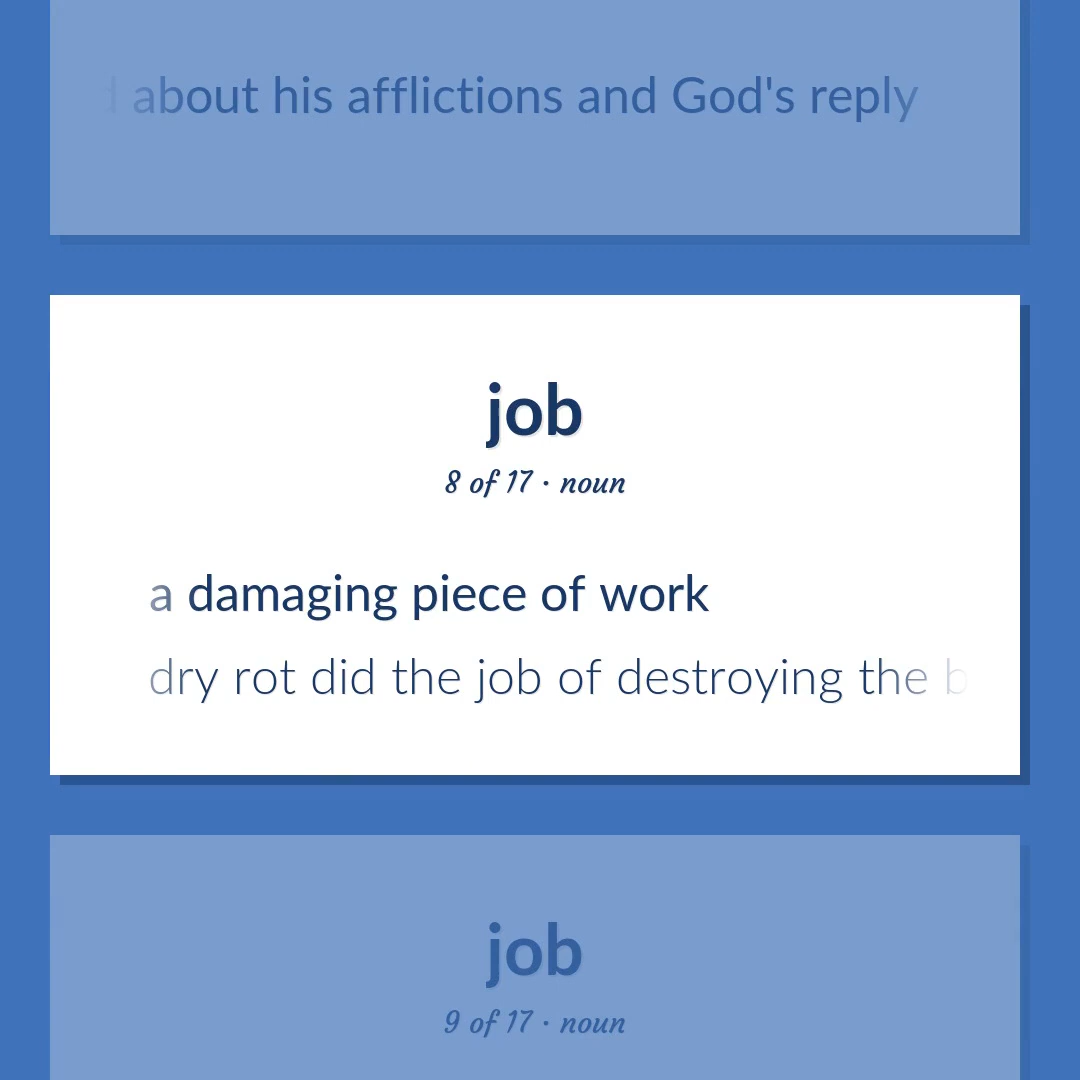 about his afflictions and God's reply
job
8 of 17 · noun
a damaging piece of work
dry rot did the job of destroying the
job
9 of 17 · noun